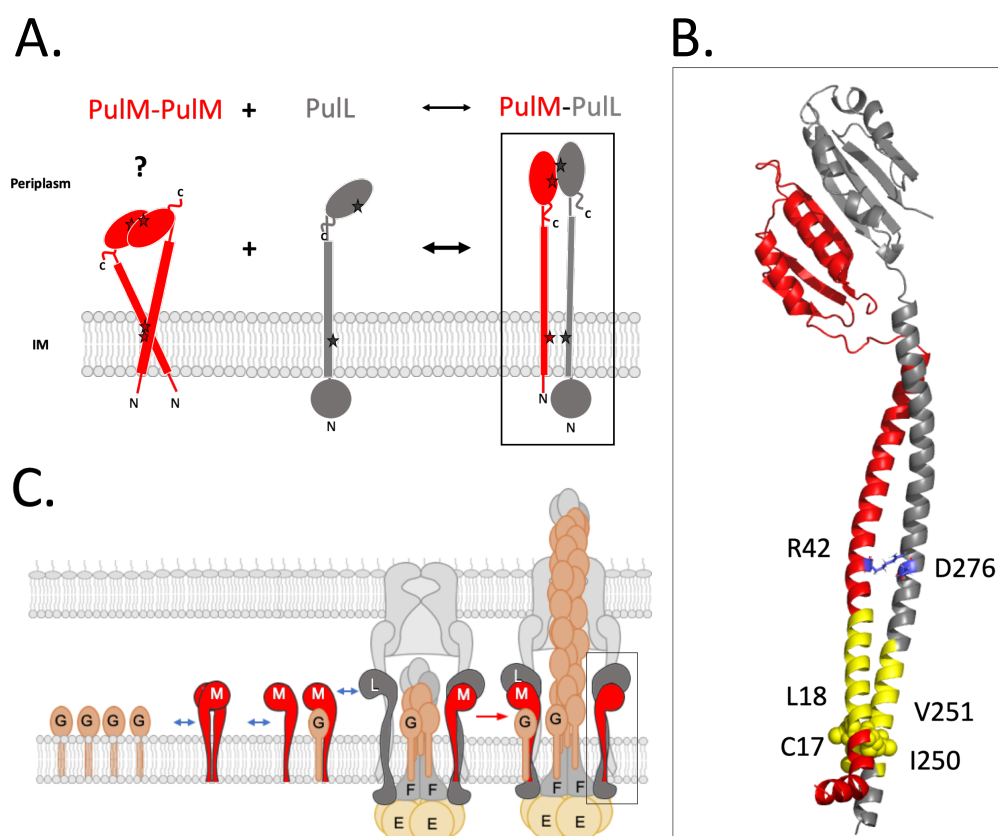 A.
PulM-PulM + PulL PulM-PulL
?
Periplasm
C
C
C
C
C
+
IM
N
N
N
N
N
B.
R42
D276
L18
V251
C17
I250
C.
G G G G
M
M M
G
L
G
M
L
M
G
G
F F
E E
F F
E E